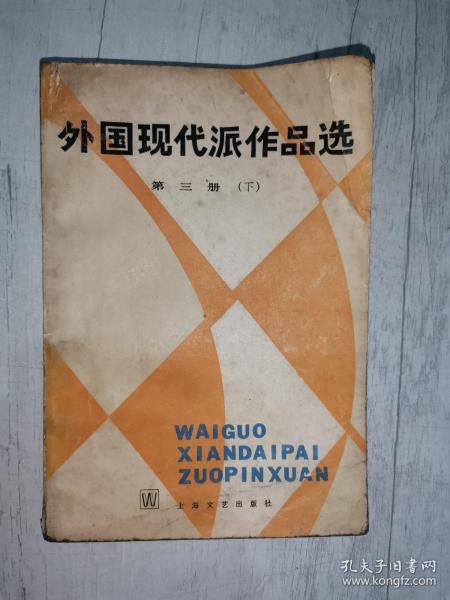 外国现代派作品选
第三册(下)
WAIGUO
XIANDAIPAI
ZUOPINXUAN
W 上海文艺出版社
孔夫子旧书网
www.kongfz.com